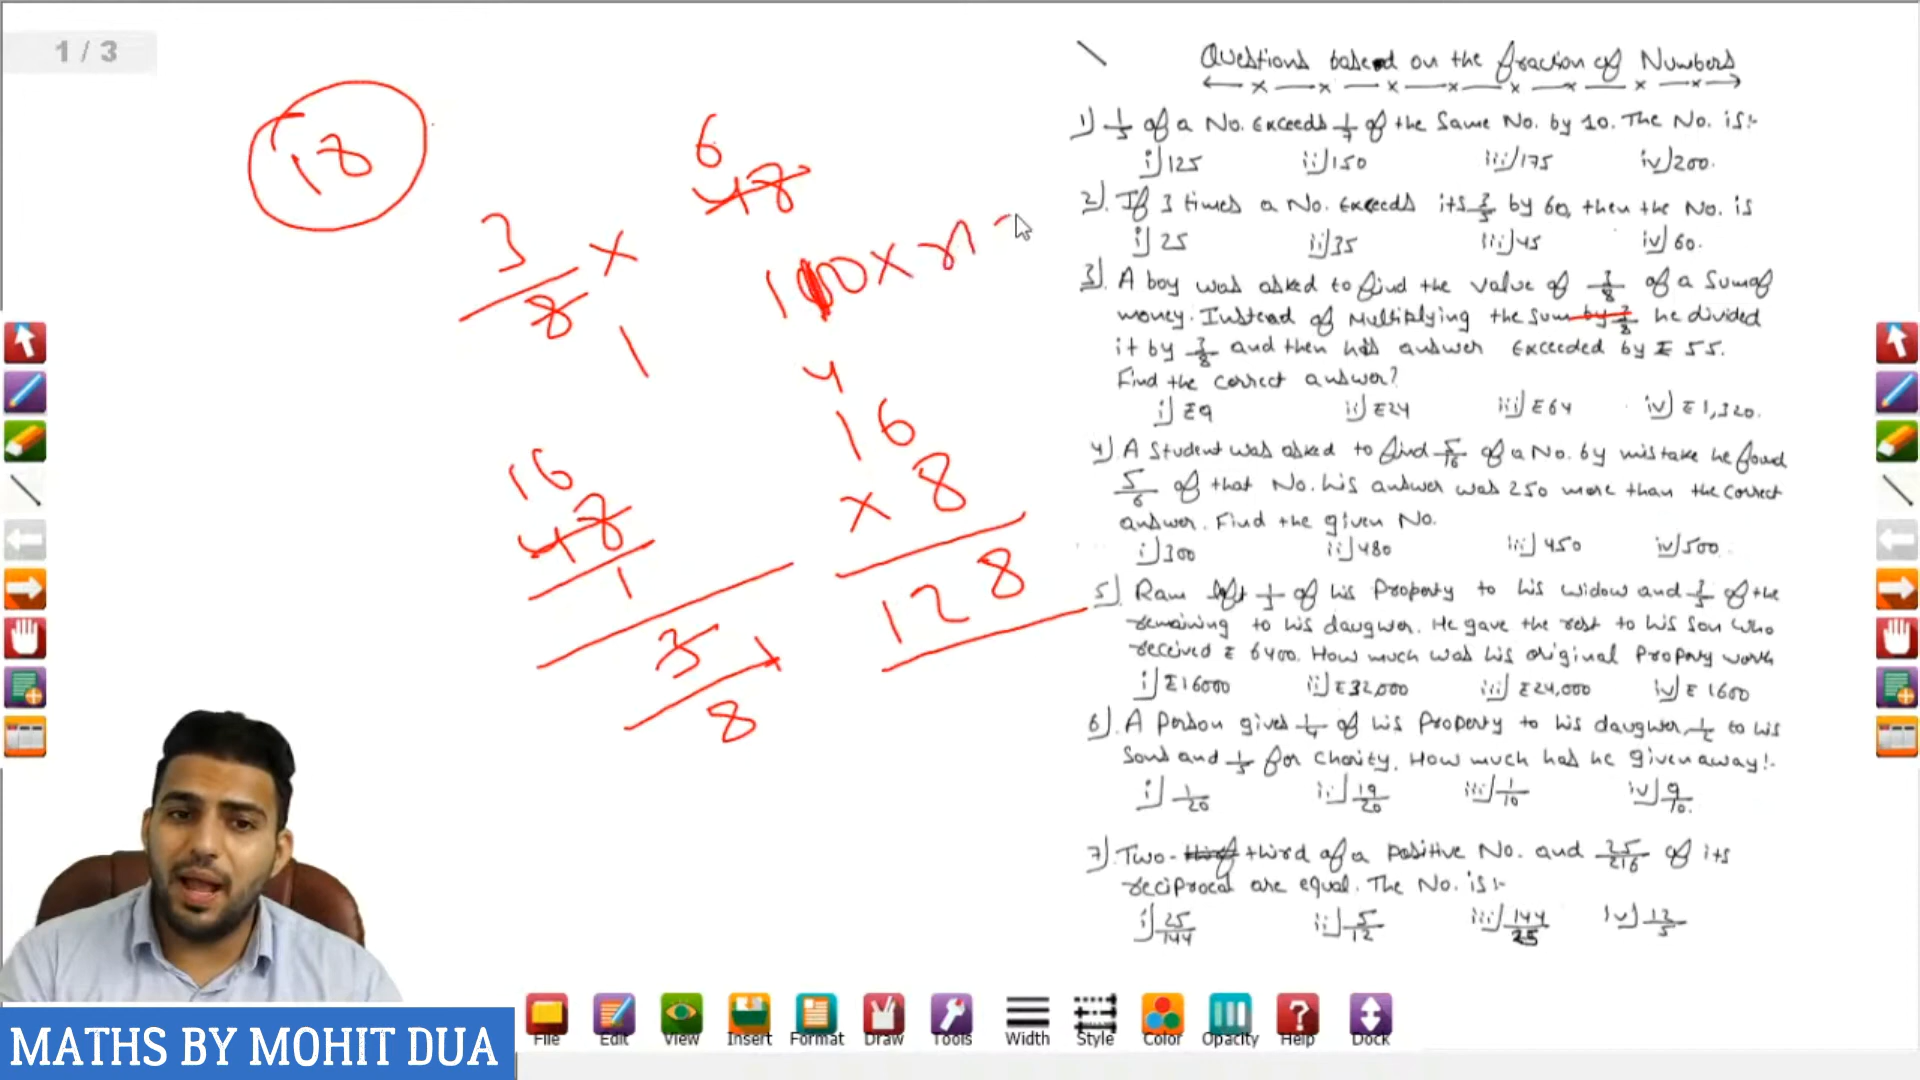 1 / 3
Questions based on the fraction of Numbers
1) 1/5 of a No. exceeds 1/7 of the same No. by 10. The No. is:-
i) 125 ii) 150 iii) 175 iv) 200.
2). If 3 times a No. exceeds its 3/5 by 60, then the No. is
i) 25 ii) 35 iii) 45 iv) 60.
3) A boy was asked to find the value of 3/8 of a sum of
money. Instead of Multiplying the sum by 3/8 he divided
it by 3/8 and then his answer exceeded by ₹ 55.
Find the correct answer?
i) ₹9 ii) ₹24 iii) ₹64 iv) ₹1,320.
4) A student was asked to find 5/16 of a No. by mistake he found
5/6 of that No. his answer was 250 more than the correct
answer. Find the given No.
i) 300 ii) 480 iii) 450 iv) 500
5) Ram left 1/3 of his Property to his widow and 3/5 of the
remaining to his daugwer. He gave the rest to his son who
received ₹ 6400. How much was his original Property worth
i) ₹16000 ii) ₹32,000 iii) ₹24,000 iv) ₹1600
6). A Person gives 1/4 of his Property to his daughter, 1/2 to his
Sons and 1/5 for charity. How much has he given away!-
i) 1/20 ii) 19/20 iii) 1/10 iv) 9/10.
7). Two-third of a Positive No. and 25/216 of its
reciprocal are equal. The No. is:-
i) 25/144 ii) 5/12 iii) 144/25 iv) 12/5
18
3/8 ×
1
6
48
100 × n
4
16
× 8
128
16
48
1
3 1
8
MATHS BY MOHIT DUA
File Edit View Insert Format Draw Tools Width Style Color Opacity Help Dock